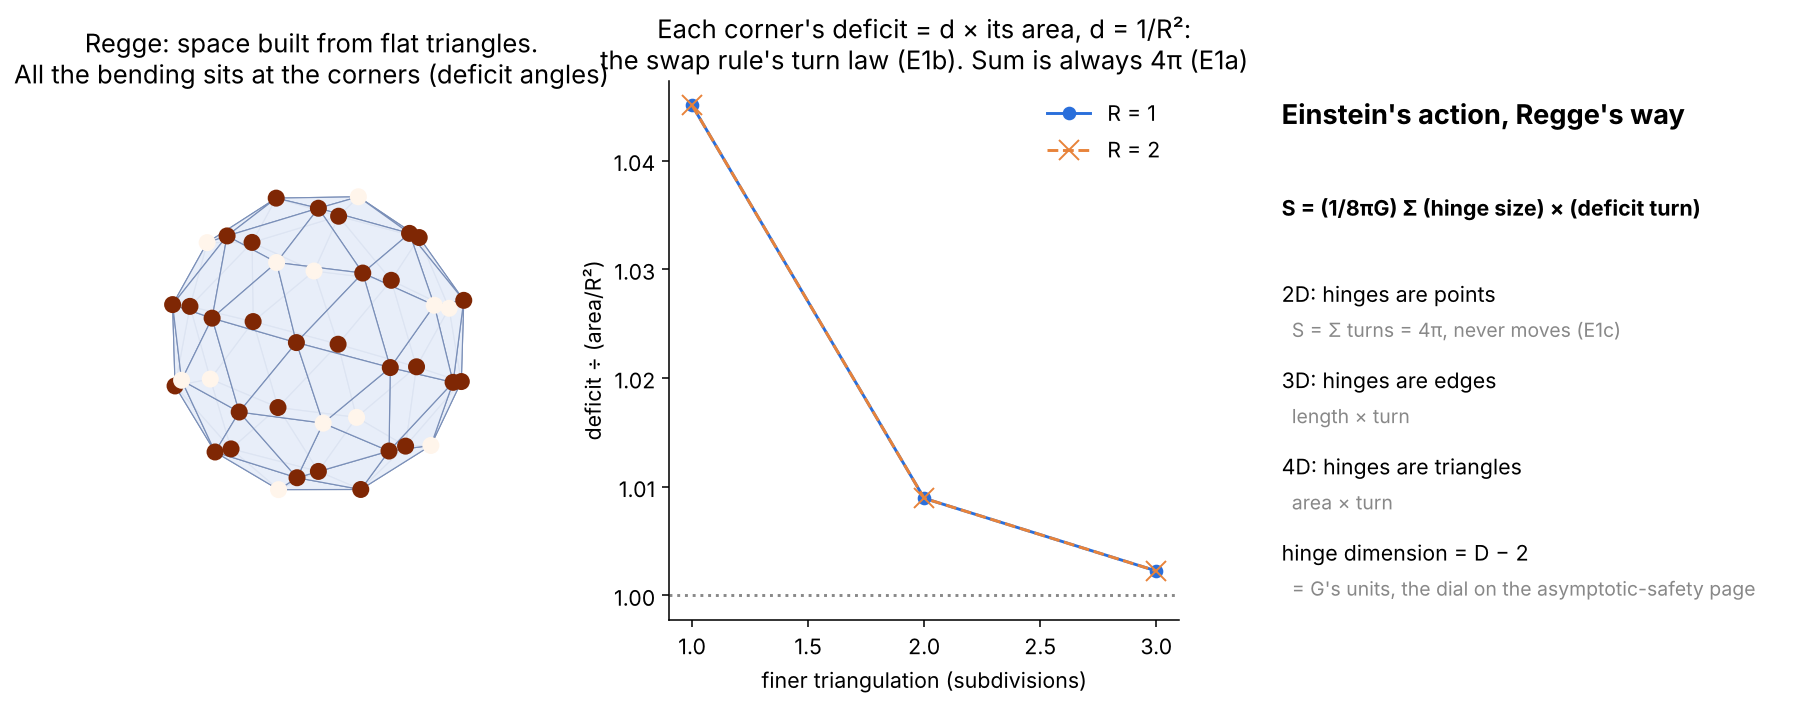 Regge: space built from flat triangles.
All the bending sits at the corners (deficit angles)
Each corner's deficit = d × its area, d = 1/R²:
the swap rule's turn law (E1b). Sum is always 4π (E1a)
R = 1
R = 2
1.04
1.03
1.02
1.01
1.00
deficit ÷ (area/R²)
1.0
1.5
2.0
2.5
3.0
finer triangulation (subdivisions)
Einstein's action, Regge's way
S = (1/8πG) Σ (hinge size) × (deficit turn)
2D: hinges are points
S = Σ turns = 4π, never moves (E1c)
3D: hinges are edges
length × turn
4D: hinges are triangles
area × turn
hinge dimension = D − 2
= G's units, the dial on the asymptotic-safety page